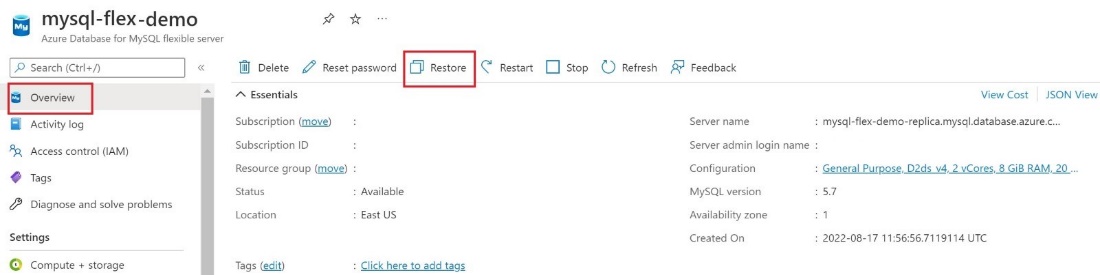 mysql-flex-demo
Azure Database for MySQL flexible server
Search (Ctrl+/)
«
Overview
Activity log
Access control (IAM)
Tags
Diagnose and solve problems
Settings
Compute + storage
Delete Reset password Restore Restart Stop Refresh Feedback
Essentials
View Cost JSON View
Subscription (move) :
Subscription ID :
Resource group (move) :
Status : Available
Location : East US
Server name : mysql-flex-demo-replica.mysql.database.azure.c...
Server admin login name :
Configuration : General Purpose, D2ds_v4, 2 vCores, 8 GiB RAM, 20 ...
MySQL version : 5.7
Availability zone : 1
Created On : 2022-08-17 11:56:56.7119114 UTC
Tags (edit) : Click here to add tags